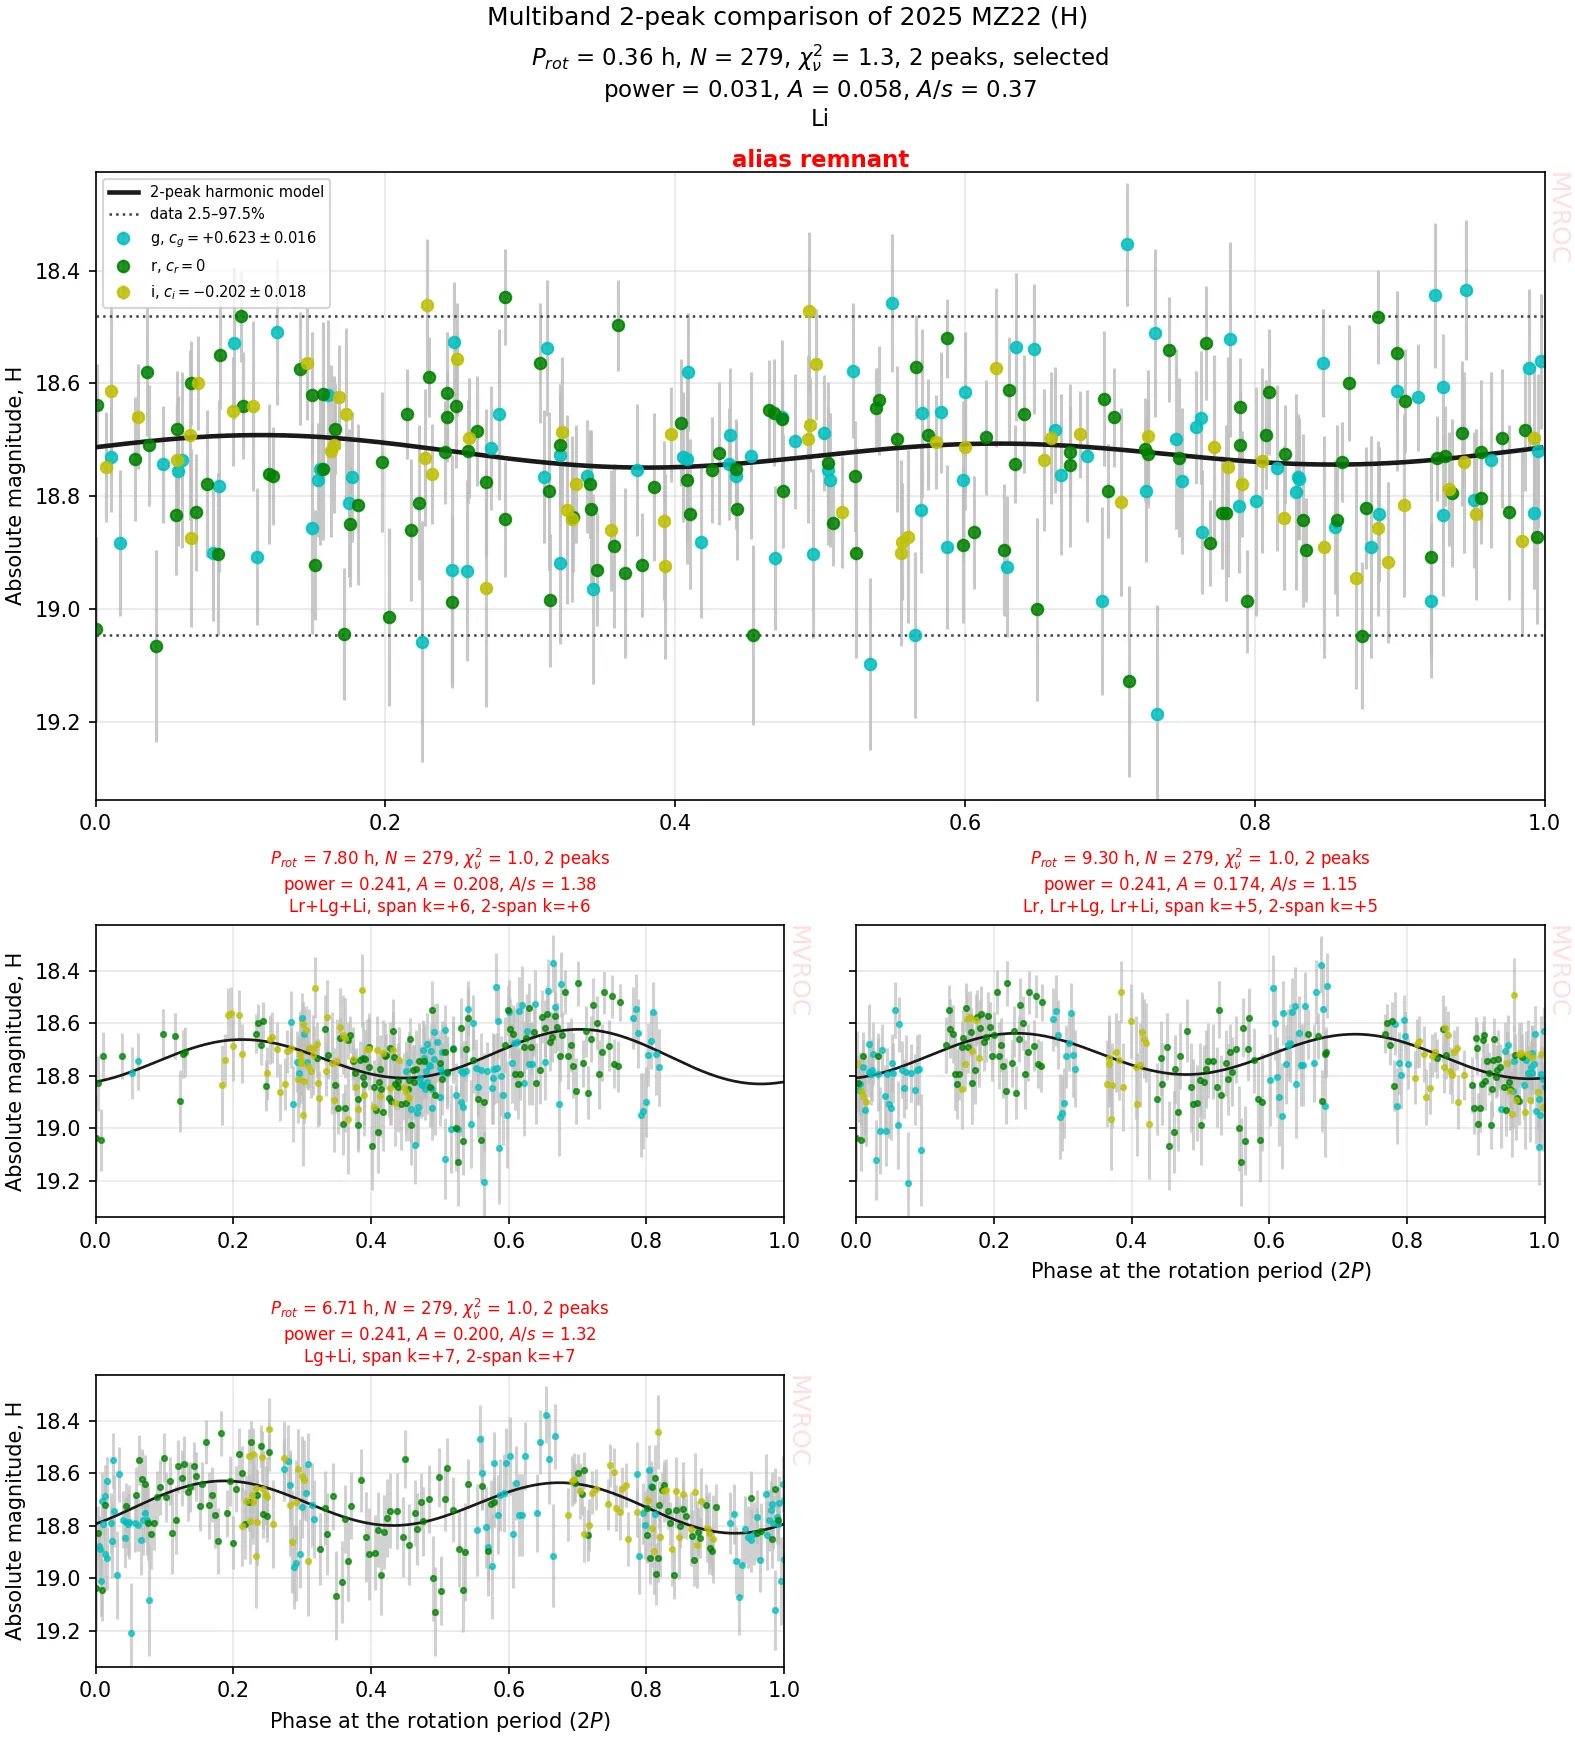 Multiband 2-peak comparison of 2025 MZ22 (H)
P_rot = 0.36 h, N = 279, χ²_ν = 1.3, 2 peaks, selected
power = 0.031, A = 0.058, A/s = 0.37
Li
alias remnant
2-peak harmonic model
data 2.5–97.5%
g, c_g = +0.623 ± 0.016
r, c_r = 0
i, c_i = −0.202 ± 0.018
MVROC
Absolute magnitude, H
18.4
18.6
18.8
19.0
19.2
0.0 0.2 0.4 0.6 0.8 1.0
P_rot = 7.80 h, N = 279, χ²_ν = 1.0, 2 peaks
power = 0.241, A = 0.208, A/s = 1.38
Lr+Lg+Li, span k=+6, 2-span k=+6
MVROC
Absolute magnitude, H
18.4
18.6
18.8
19.0
19.2
0.0 0.2 0.4 0.6 0.8 1.0
P_rot = 9.30 h, N = 279, χ²_ν = 1.0, 2 peaks
power = 0.241, A = 0.174, A/s = 1.15
Lr, Lr+Lg, Lr+Li, span k=+5, 2-span k=+5
MVROC
0.0 0.2 0.4 0.6 0.8 1.0
Phase at the rotation period (2P)
P_rot = 6.71 h, N = 279, χ²_ν = 1.0, 2 peaks
power = 0.241, A = 0.200, A/s = 1.32
Lg+Li, span k=+7, 2-span k=+7
MVROC
Absolute magnitude, H
18.4
18.6
18.8
19.0
19.2
0.0 0.2 0.4 0.6 0.8 1.0
Phase at the rotation period (2P)